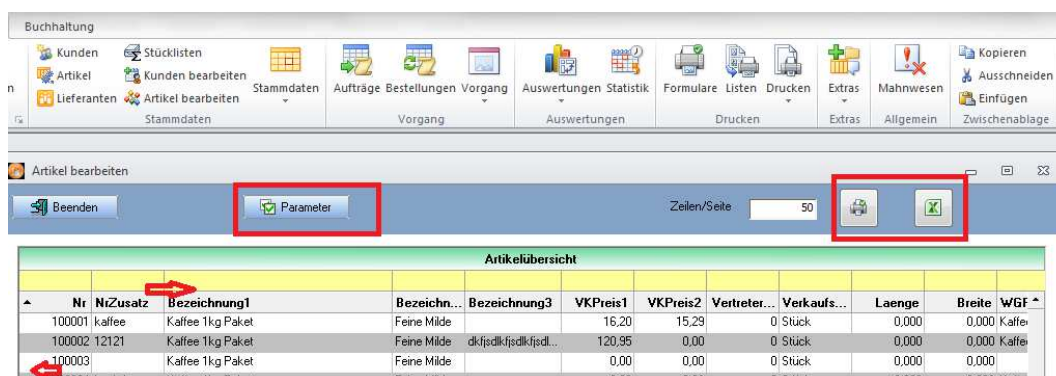 Buchhaltung
Kunden Stücklisten Kopieren
Artikel Kunden bearbeiten Stammdaten Aufträge Bestellungen Vorgang Auswertungen Statistik Formulare Listen Drucken Extras Mahnwesen Ausschneiden
n Lieferanten Artikel bearbeiten Einfügen
Stammdaten Vorgang Auswertungen Drucken Extras Allgemein Zwischenablage
Artikel bearbeiten
Beenden Parameter Zeilen/Seite 50
Artikelübersicht
Nr NrZusatz Bezeichnung1 Bezeichn... Bezeichnung3 VKPreis1 VKPreis2 Vertreter... Verkaufs... Laenge Breite WGF
100001 kaffee Kaffee 1kg Paket Feine Milde 16,20 15,29 0 Stück 0,000 0,000 Kaffe
100002 12121 Kaffee 1kg Paket Feine Milde dkfjsdlkfjsdlkfjsdl... 120,95 0,00 0 Stück 0,000 0,000 Kaffe
100003 Kaffee 1kg Paket Feine Milde 0,00 0,00 0 Stück 0,000 0,000